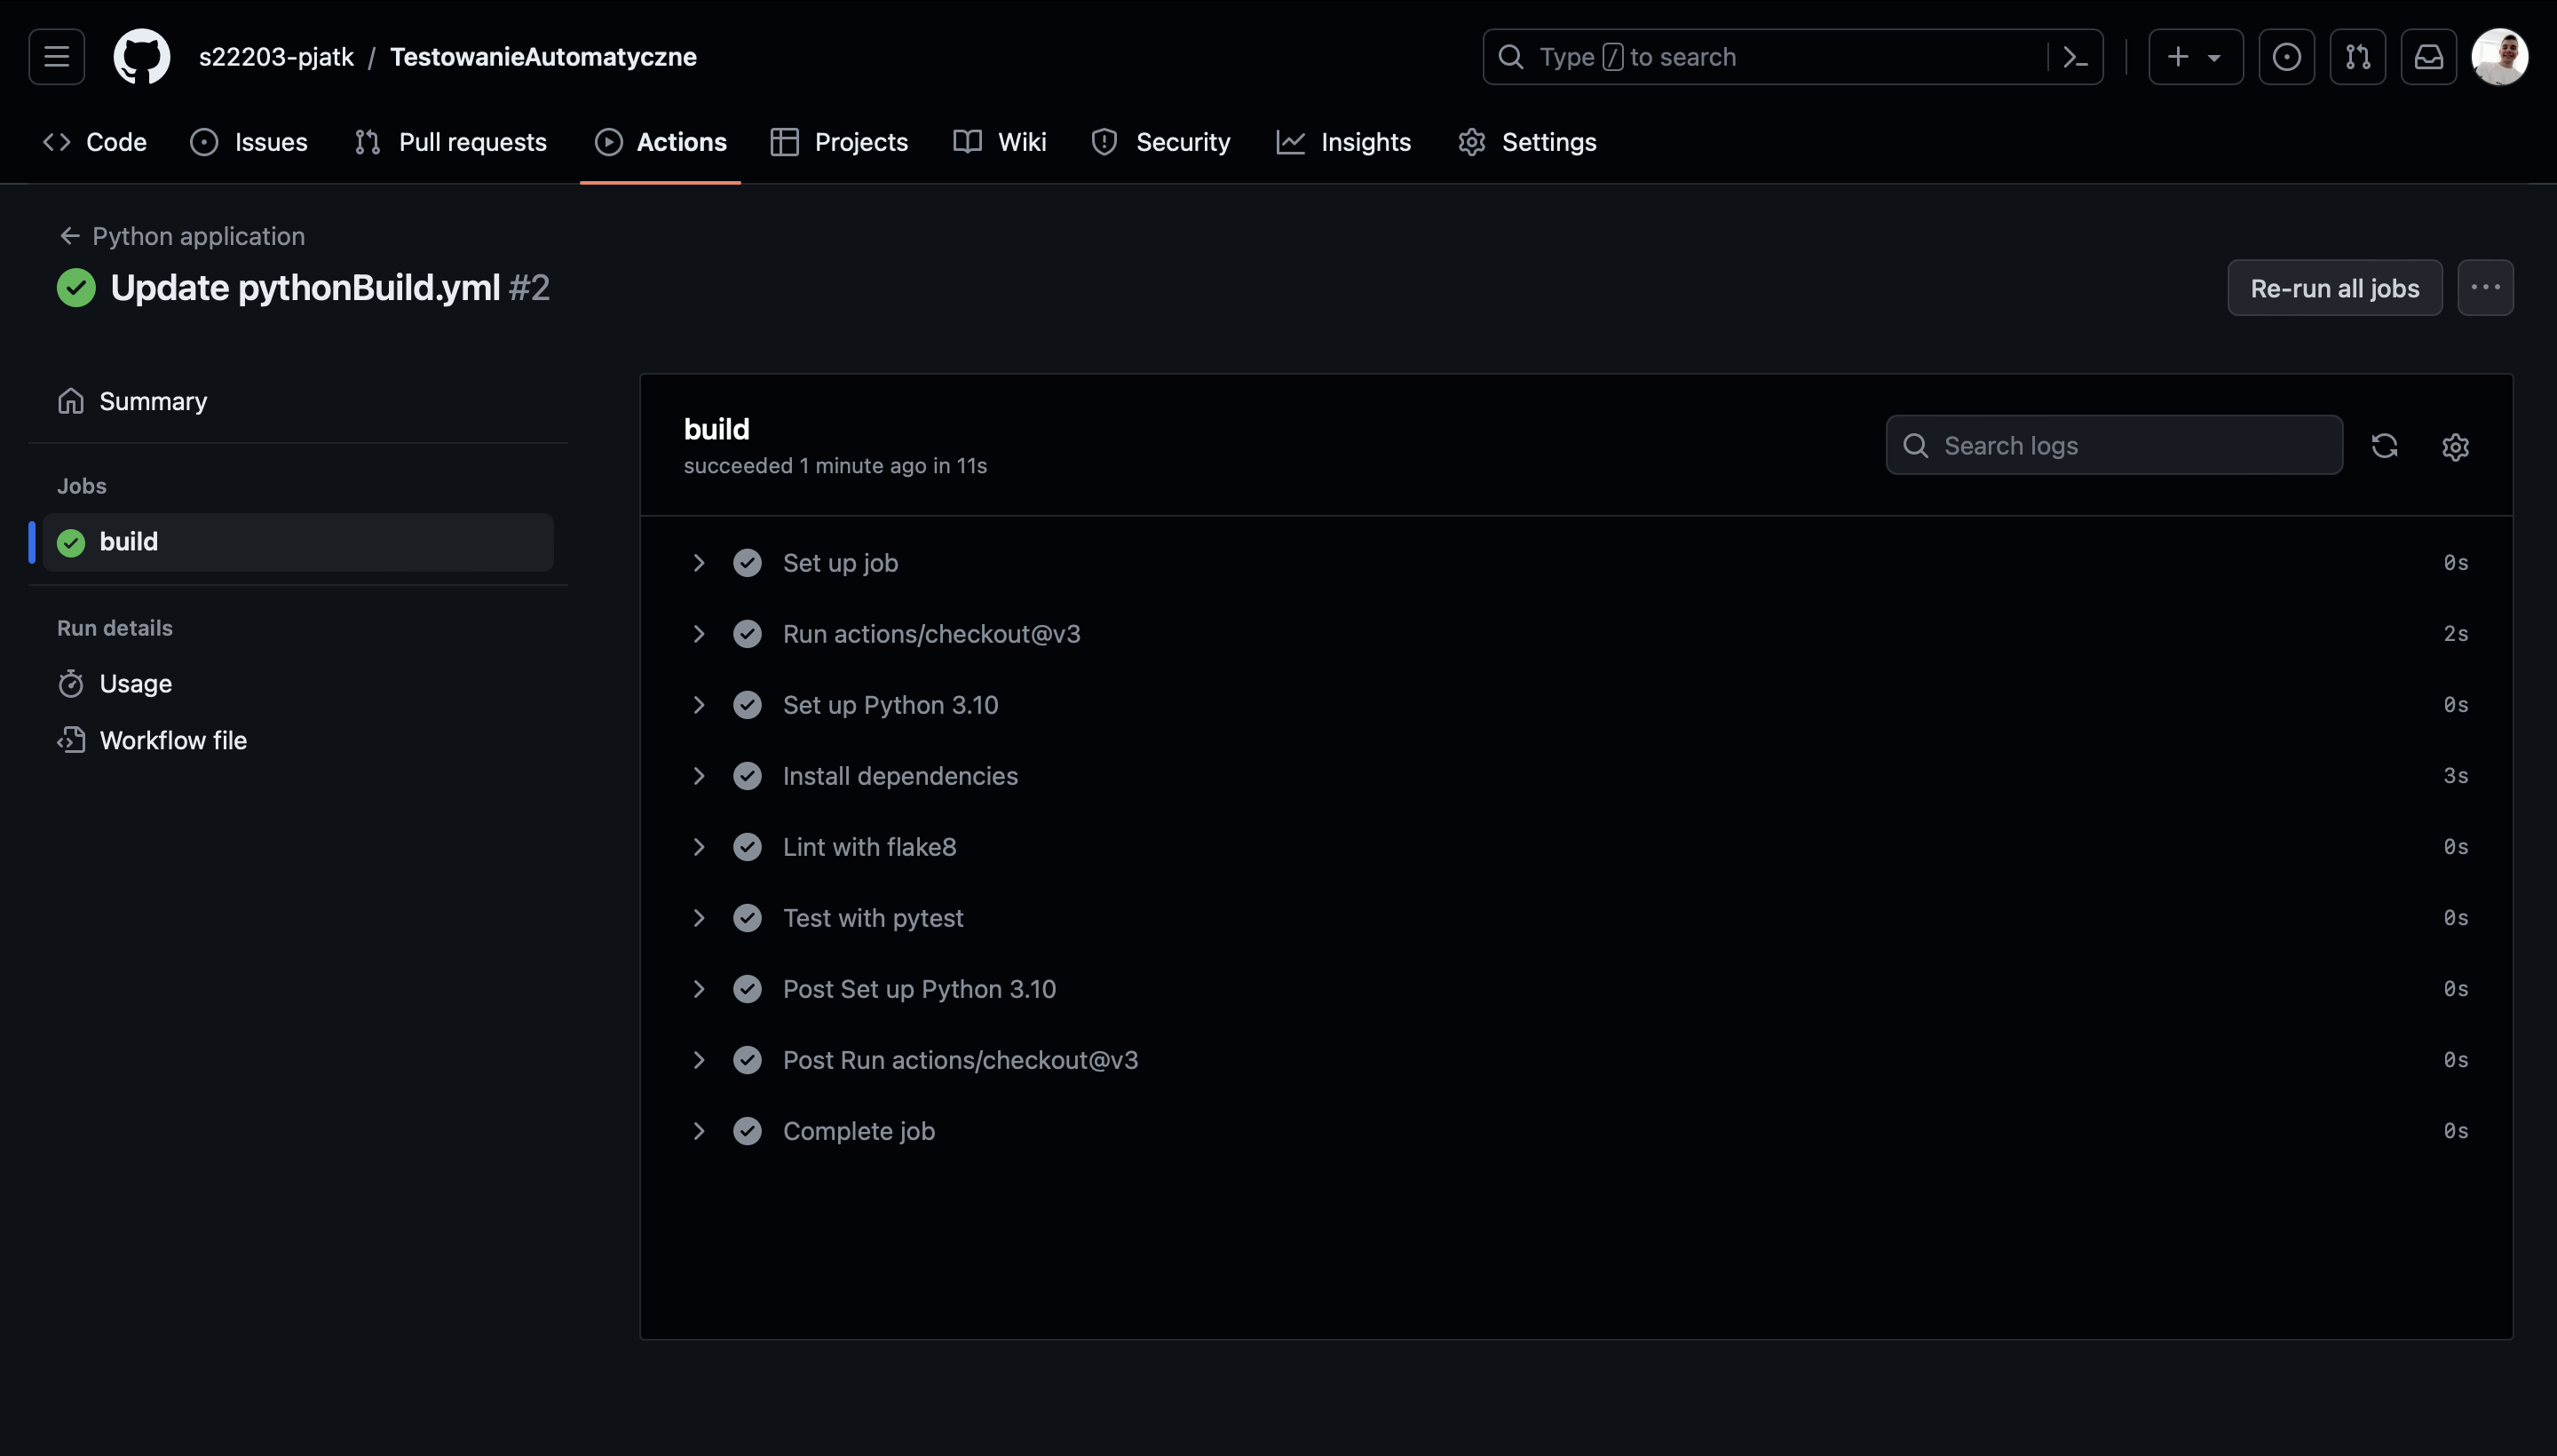 s22203-pjatk / TestowanieAutomatyczne
Type / to search
Code
Issues
Pull requests
Actions
Projects
Wiki
Security
Insights
Settings
Python application
Update pythonBuild.yml #2
Re-run all jobs
Summary
Jobs
build
Run details
Usage
Workflow file
build
succeeded 1 minute ago in 11s
Search logs
Set up job 0s
Run actions/checkout@v3 2s
Set up Python 3.10 0s
Install dependencies 3s
Lint with flake8 0s
Test with pytest 0s
Post Set up Python 3.10 0s
Post Run actions/checkout@v3 0s
Complete job 0s